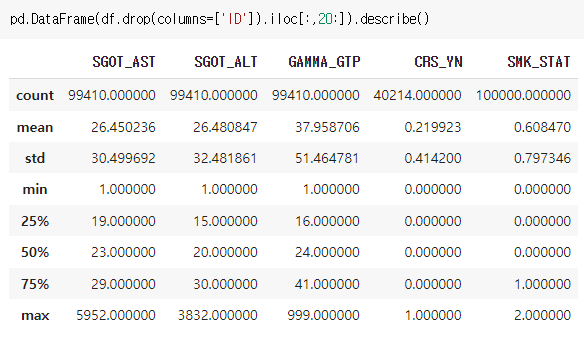 pd.DataFrame(df.drop(columns=['ID']).iloc[:,20:]).describe()
SGOT_AST SGOT_ALT GAMMA_GTP CRS_YN SMK_STAT
count 99410.000000 99410.000000 99410.000000 40214.000000 100000.000000
mean 26.450236 26.480847 37.958706 0.219923 0.608470
std 30.499692 32.481861 51.464781 0.414200 0.797346
min 1.000000 1.000000 1.000000 0.000000 0.000000
25% 19.000000 15.000000 16.000000 0.000000 0.000000
50% 23.000000 20.000000 24.000000 0.000000 0.000000
75% 29.000000 30.000000 41.000000 0.000000 1.000000
max 5952.000000 3832.000000 999.000000 1.000000 2.000000